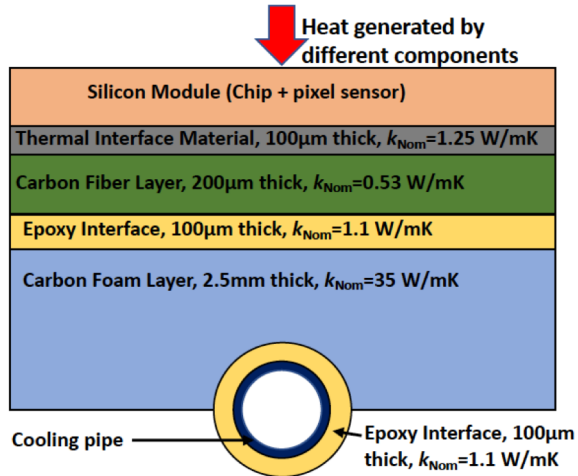 Heat generated by
different components
Silicon Module (Chip + pixel sensor)
Thermal Interface Material, 100μm thick, kNom=1.25 W/mK
Carbon Fiber Layer, 200μm thick, kNom=0.53 W/mK
Epoxy Interface, 100μm thick, kNom=1.1 W/mK
Carbon Foam Layer, 2.5mm thick, kNom=35 W/mK
Cooling pipe
Epoxy Interface, 100μm
thick, kNom=1.1 W/mK